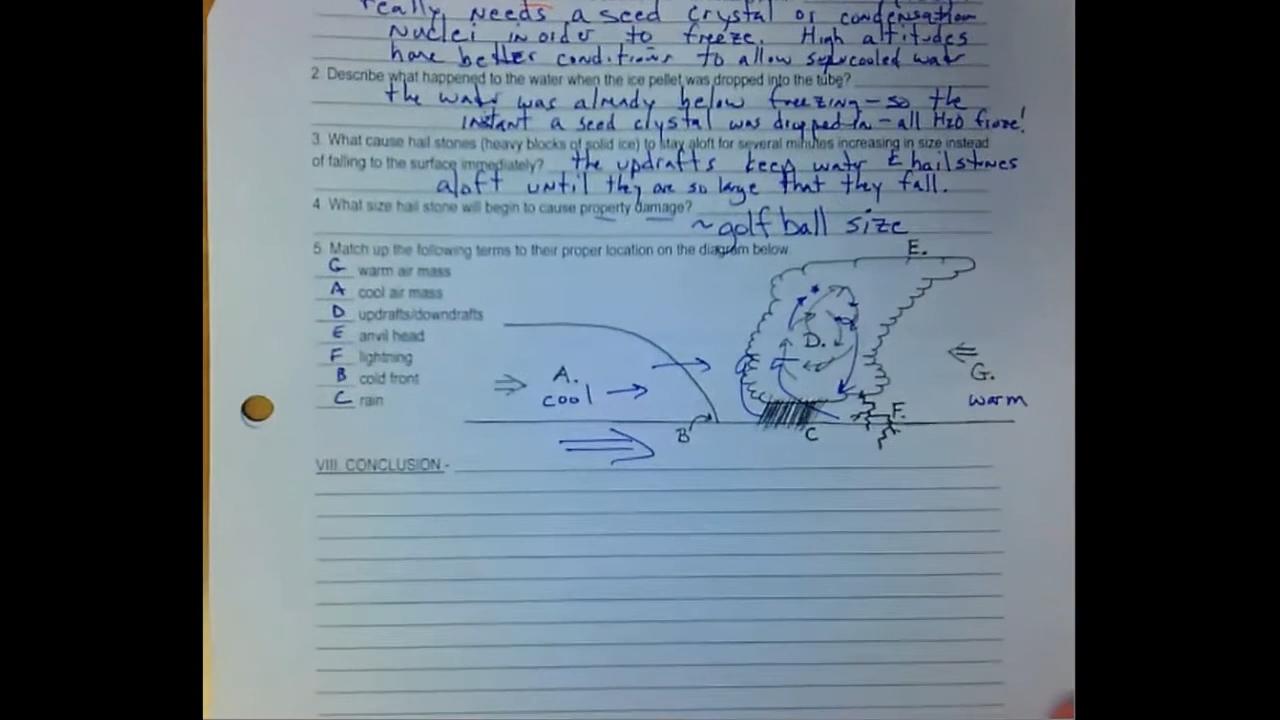 really needs a seed crystal or condensation
nuclei in order to freeze. High altitudes
have better conditions to allow supercooled water
2. Describe what happened to the water when the ice pellet was dropped into the tube?
the water was already below freezing - so the
instant a seed crystal was dropped in - all H2O froze!
3. What cause hail stones (heavy blocks of solid ice) to stay aloft for several minutes increasing in size instead
of falling to the surface immediately? the updrafts keep water & hailstones
aloft until they are so large that they fall.
4. What size hail stone will begin to cause property damage?
~golf ball size
5. Match up the following terms to their proper location on the diagram below.
G warm air mass
A cool air mass
D updrafts/downdrafts
E anvil head
F lightning
B cold front
C rain
E.
D.
A.
cool
G.
warm
F.
B
C
VIII. CONCLUSION -